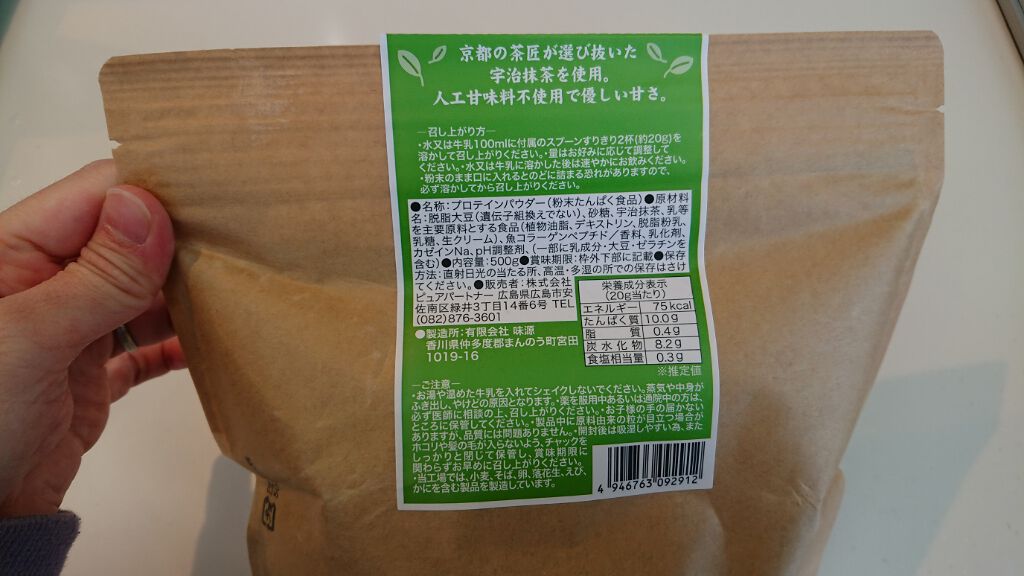 京都の茶匠が選び抜いた
宇治抹茶を使用。
人工甘味料不使用で優しい甘さ。
―召し上がり方―
・水又は牛乳100mlに付属のスプーンすりきり2杯(約20g)を
溶かして召し上がりください。・量はお好みに応じて調整して
ください。・水又は牛乳に溶かした後は速やかにお飲みください。
・粉末のまま口に入れるとのどに詰まる恐れがありますので、
必ず溶かしてから召し上がりください。
●名称:プロテインパウダー(粉末たんぱく食品)●原材料
名:脱脂大豆(遺伝子組換えでない)、砂糖、宇治抹茶、乳等
を主要原料とする食品(植物油脂、デキストリン、脱脂粉乳、
乳糖、生クリーム)、魚コラーゲンペプチド/香料、乳化剤、
カゼインNa、pH調整剤、(一部に乳成分・大豆・ゼラチンを
含む)●内容量:500g●賞味期限:枠外下部に記載●保存
方法:直射日光の当たる所、高温・多湿の所での保存はさけ
てください。●販売者:株式会社
ピュアパートナー 広島県広島市安
佐南区緑井3丁目14番6号 TEL
(082)876-3601
●製造所:有限会社 味源
香川県仲多度郡まんのう町宮田
1019-16
栄養成分表示
(20g当たり)
エネルギー 75kcal
たんぱく質 10.0g
脂質 0.4g
炭水化物 8.2g
食塩相当量 0.3g
※推定値
―ご注意―
・お湯や温めた牛乳を入れてシェイクしないでください。蒸気や中身が
ふき出し、やけどの原因となります。・薬を服用中あるいは通院中の方は、
必ず医師に相談の上、召し上がりください。・お子様の手の届かない
ところに保管してください。・製品中に原料由来の粒が目立つ場合が
ありますが、品質には問題ありません。・開封後は吸湿しやすい為、また
ホコリや髪の毛が入らないよう、チャックを
しっかりと閉じて保管し、賞味期限に
関わらずお早めに召し上がりください。
・当工場では、小麦、そば、卵、落花生、えび、
かにを含む製品を製造しています。
4 946763 092912